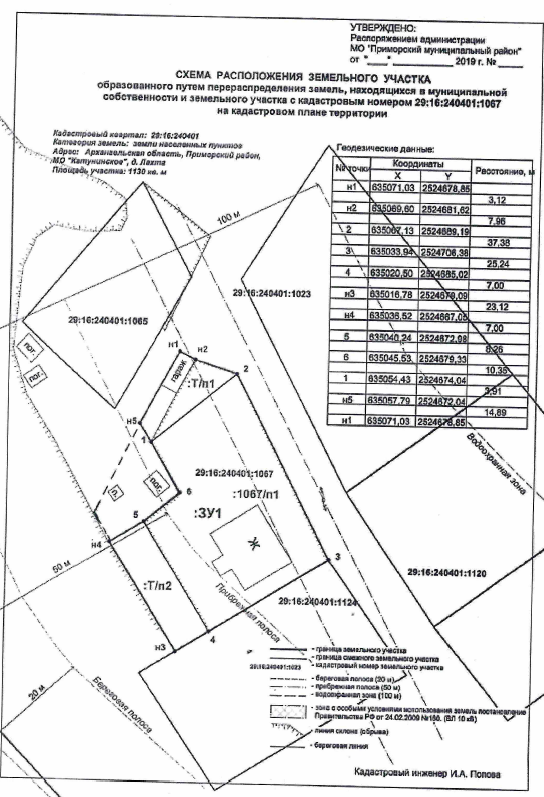 УТВЕРЖДЕНО:
Распоряжением администрации
МО "Приморский муниципальный район"
от "____" ____________ 2019 г. № _____
СХЕМА РАСПОЛОЖЕНИЯ ЗЕМЕЛЬНОГО УЧАСТКА
образованного путем перераспределения земель, находящихся в муниципальной
собственности и земельного участка с кадастровым номером 29:16:240401:1067
на кадастровом плане территории
Кадастровый квартал: 29:16:240401
Категория земель: земли населенных пунктов
Адрес: Архангельская область, Приморский район,
МО "Катунинское", д. Лахта
Площадь участка: 1130 кв. м
Геодезические данные:
№ точки Координаты Расстояние, м
X Y
н1 635071,03 2524678,85
3,12
н2 635069,60 2524681,62
7,96
2 635067,13 2524689,19
37,38
3 635033,94 2524706,38
25,24
4 635020,50 2524685,02
7,00
н3 635016,78 2524679,09
23,12
н4 635036,52 2524667,05
7,00
5 635040,24 2524672,98
8,26
6 635045,53 2524679,33
10,35
1 635054,43 2524674,04
3,91
н5 635057,79 2524672,04
14,89
н1 635071,03 2524678,85
100 м
29:16:240401:1023
29:16:240401:1065
пог.
пог.
н1
н2
гараж
:Т/п1
2
н5
1
Водоохранная зона
29:16:240401:1067
:1067/п1
пог.
п.
6
:ЗУ1
5
н4
Ж
50 м
3
29:16:240401:1120
:Т/п2
Прибрежная полоса
29:16:240401:1124
4
н3
20 м
Береговая полоса
- граница земельного участка
- граница смежного земельного участка
29:16:240401:1023 - кадастровый номер земельного участка
- береговая полоса (20 м)
- прибрежная полоса (50 м)
- водоохранная зона (100 м)
- зона с особыми условиями использования земель постановление
Правительства РФ от 24.02.2009 №160. (ВЛ 10 кВ)
- линия склона (обрыва)
- береговая линия
Кадастровый инженер И.А. Попова